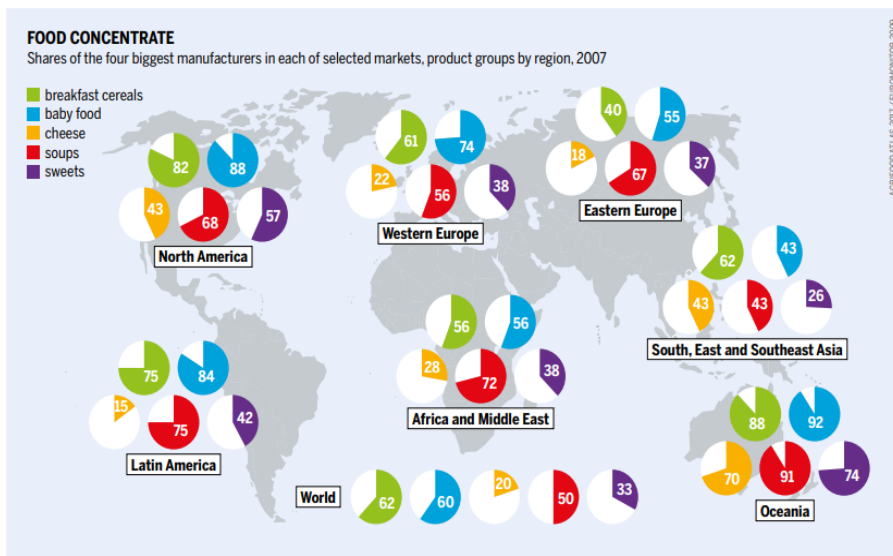 FOOD CONCENTRATE
Shares of the four biggest manufacturers in each of selected markets, product groups by region, 2007
breakfast cereals
baby food
cheese
soups
sweets
82 88
43 68 57
North America
61 74
22 56 38
Western Europe
40 55
18 67 37
Eastern Europe
62 43
43 43 26
South, East and Southeast Asia
56 56
28 72 38
Africa and Middle East
75 84
15 75 42
Latin America
88 92
70 91 74
Oceania
World 62 60 20 50 33